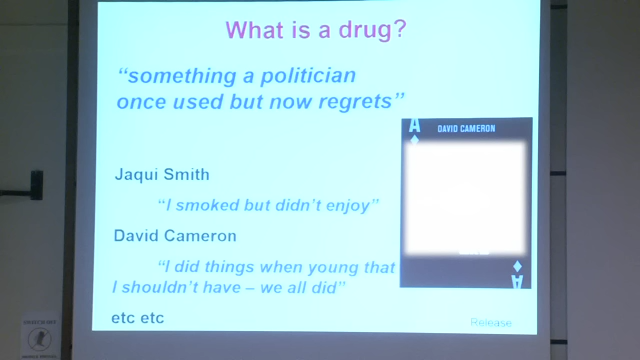 What is a drug?
“something a politician
once used but now regrets”
A DAVID CAMERON
Jaqui Smith
“I smoked but didn’t enjoy”
David Cameron
“I did things when young that
I shouldn’t have – we all did”
A
etc etc
Release